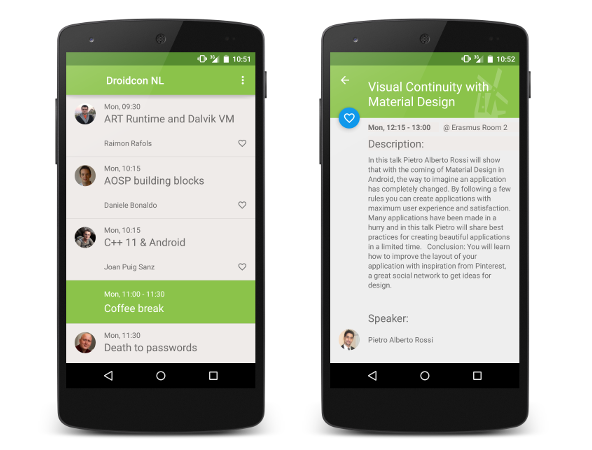 10:51
Droidcon NL
Mon, 09:30
ART Runtime and Dalvik VM
Raimon Rafols
Mon, 10:15
AOSP building blocks
Daniele Bonaldo
Mon, 10:15
C++ 11 & Android
Joan Puig Sanz
Mon, 11:00 - 11:30
Coffee break
Mon, 11:30
Death to passwords
10:52
Visual Continuity with
Material Design
Mon, 12:15 - 13:00 @ Erasmus Room 2
Description:
In this talk Pietro Alberto Rossi will show
that with the coming of Material Design in
Android, the way to imagine an application
has completely changed. By following a few
rules you can create applications with
maximum user experience and satisfaction.
Many applications have been made in a
hurry and in this talk Pietro will share best
practices for creating beautiful applications
in a limited time. Conclusion: You will learn
how to improve the layout of your
application with inspiration from Pinterest,
a great social network to get ideas for
design.
Speaker:
Pietro Alberto Rossi